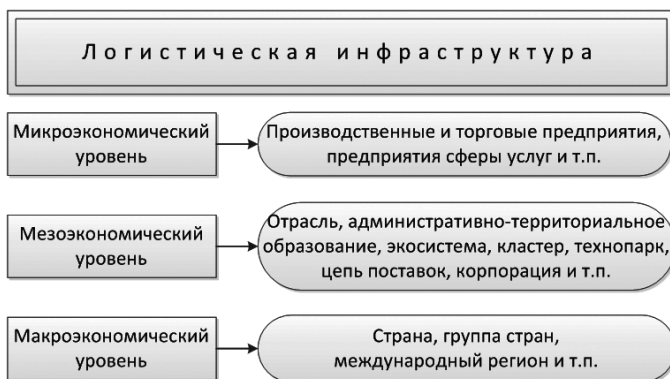 Логистическая инфраструктура
Микроэкономический
уровень
Производственные и торговые предприятия,
предприятия сферы услуг и т.п.
Мезоэкономический
уровень
Отрасль, административно-территориальное
образование, экосистема, кластер, технопарк,
цепь поставок, корпорация и т.п.
Макроэкономический
уровень
Страна, группа стран,
международный регион и т.п.